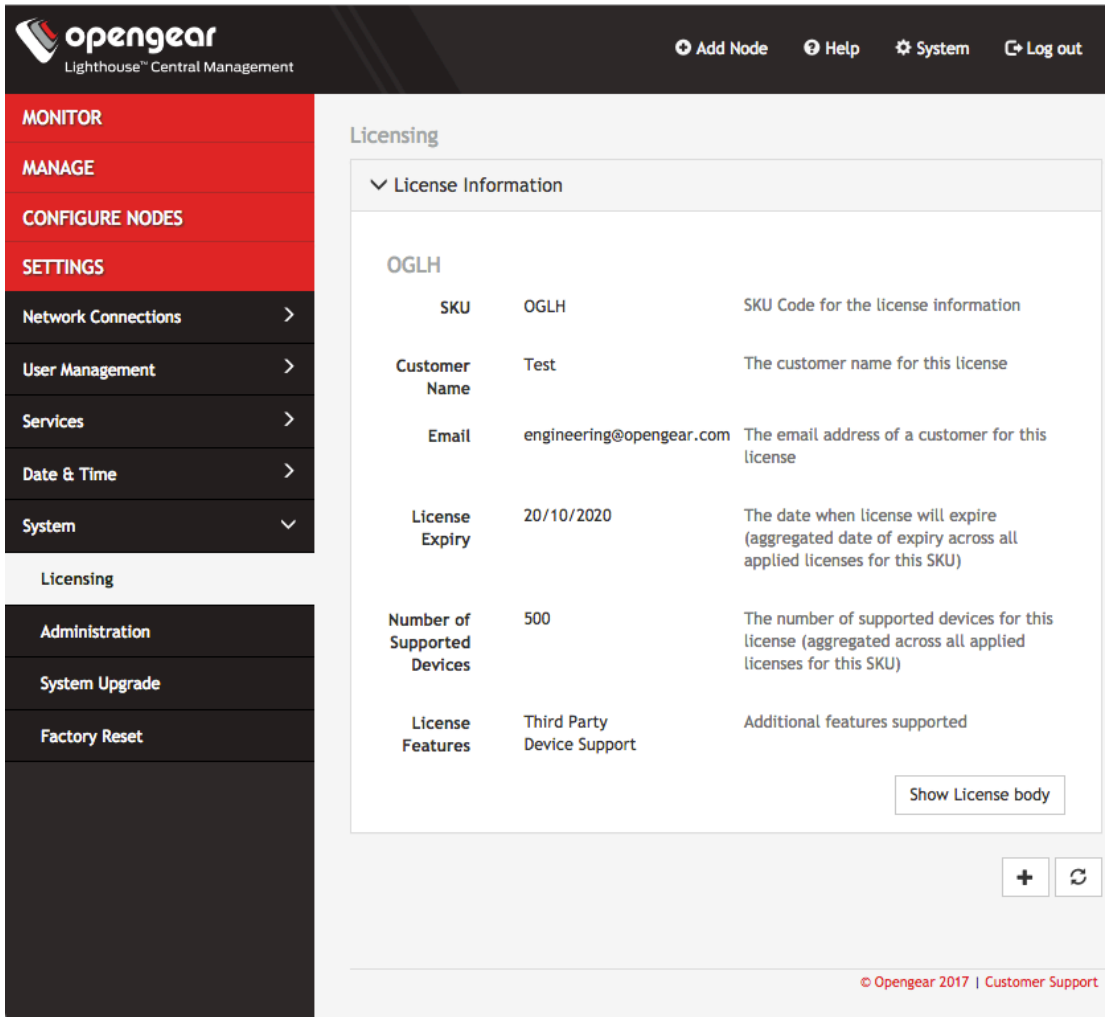 opengear
Lighthouse™ Central Management
Add Node
Help
System
Log out
MONITOR
MANAGE
CONFIGURE NODES
SETTINGS
Network Connections
User Management
Services
Date & Time
System
Licensing
Administration
System Upgrade
Factory Reset
Licensing
License Information
OGLH
SKU
OGLH
SKU Code for the license information
Customer
Name
Test
The customer name for this license
Email
engineering@opengear.com
The email address of a customer for this
license
License
Expiry
20/10/2020
The date when license will expire
(aggregated date of expiry across all
applied licenses for this SKU)
Number of
Supported
Devices
500
The number of supported devices for this
license (aggregated across all applied
licenses for this SKU)
License
Features
Third Party
Device Support
Additional features supported
Show License body
© Opengear 2017 | Customer Support